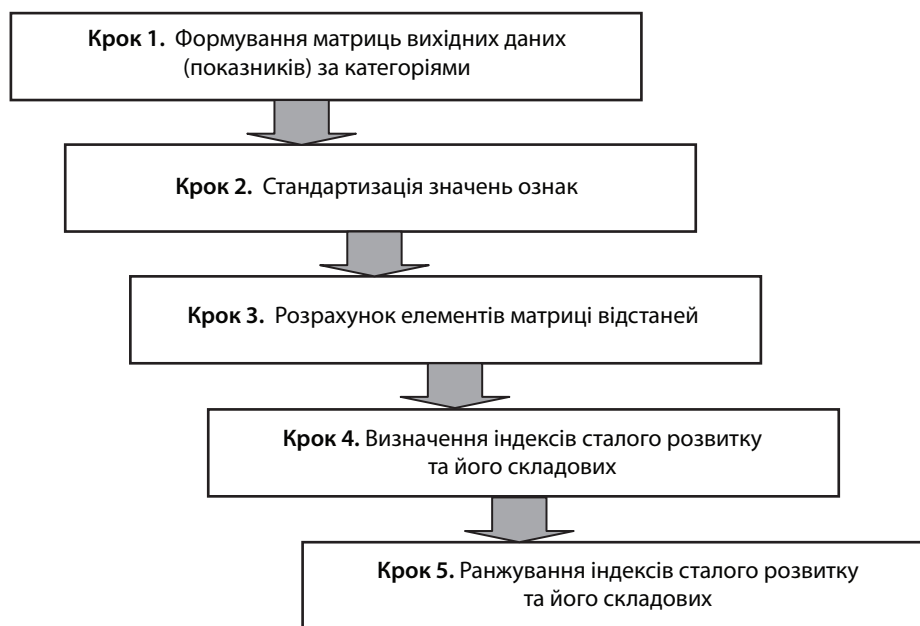 Крок 1. Формування матриць вихідних даних
(показників) за категоріями
Крок 2. Стандартизація значень ознак
Крок 3. Розрахунок елементів матриці відстаней
Крок 4. Визначення індексів сталого розвитку
та його складових
Крок 5. Ранжування індексів сталого розвитку
та його складових